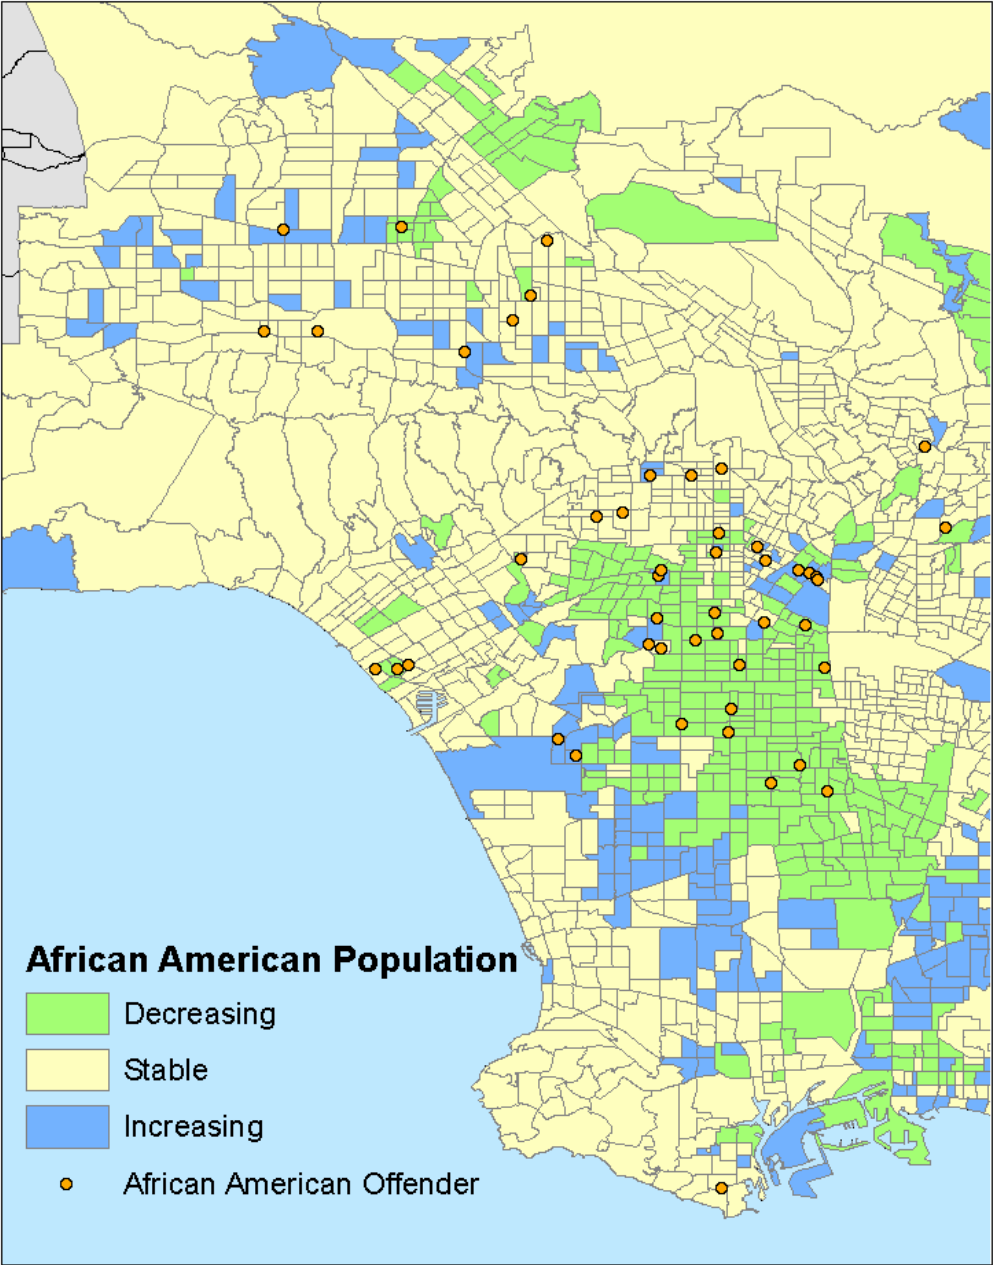 African American Population
Decreasing
Stable
Increasing
African American Offender